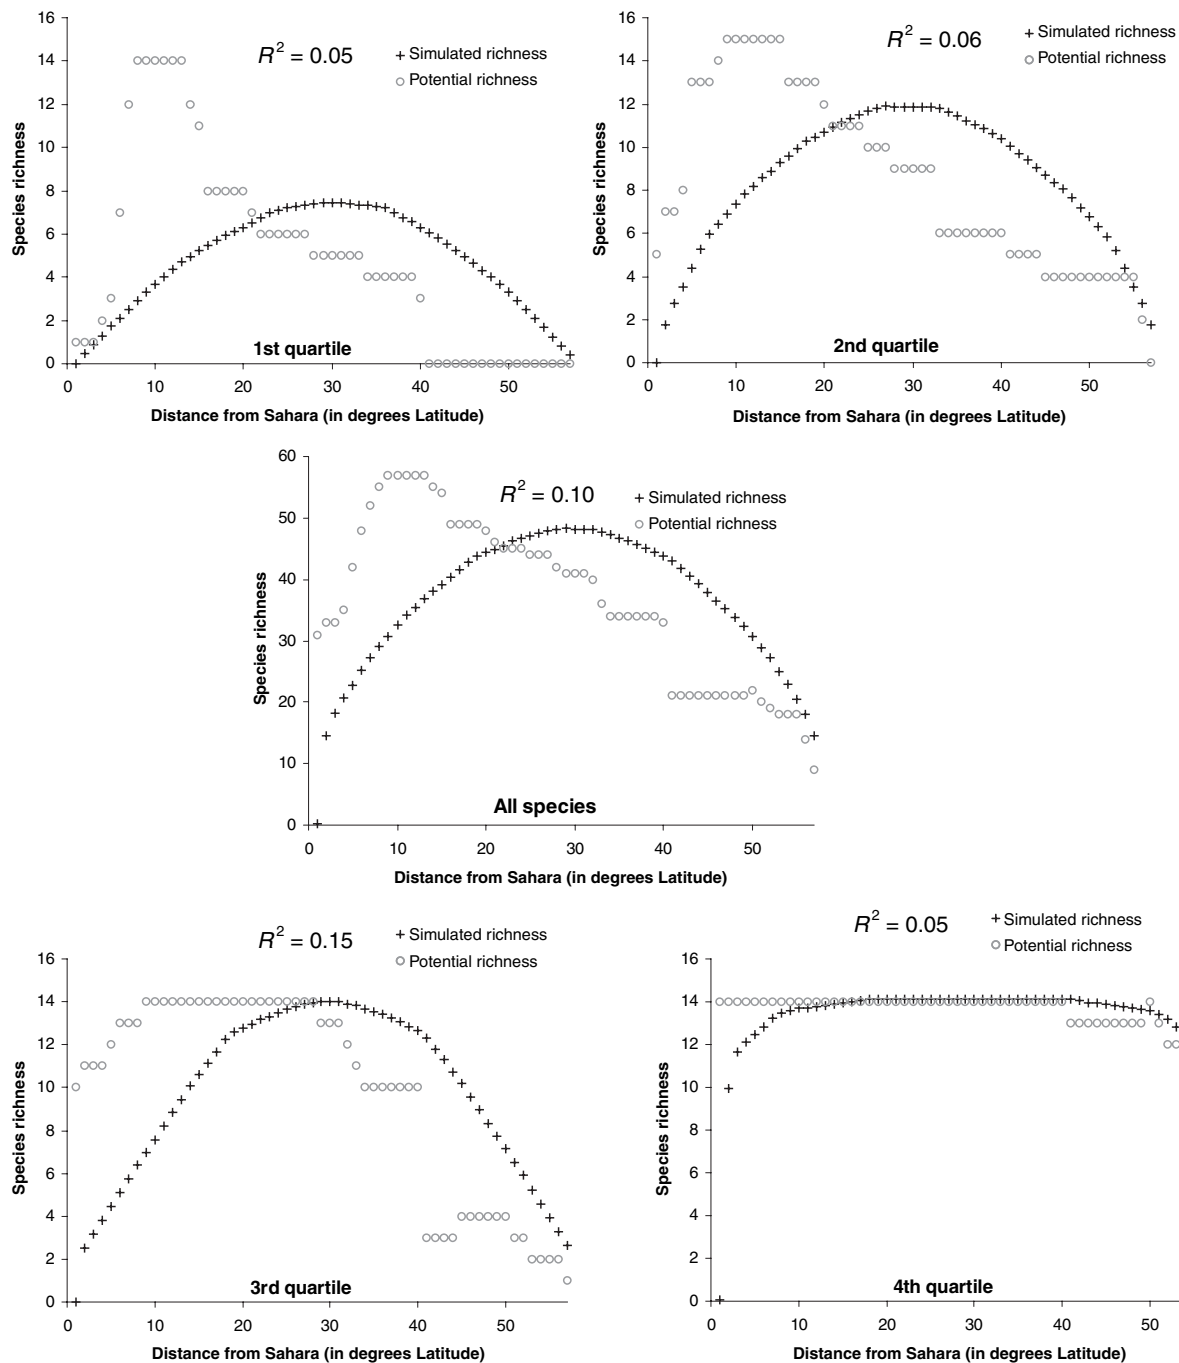 16
14
12
10
8
6
4
2
0
Species richness
R² = 0.05
Simulated richness
Potential richness
1st quartile
0 10 20 30 40 50
Distance from Sahara (in degrees Latitude)
16
14
12
10
8
6
4
2
0
Species richness
R² = 0.06
Simulated richness
Potential richness
2nd quartile
0 10 20 30 40 50
Distance from Sahara (in degrees Latitude)
60
50
40
30
20
10
0
Species richness
R² = 0.10
Simulated richness
Potential richness
All species
0 10 20 30 40 50
Distance from Sahara (in degrees Latitude)
16
14
12
10
8
6
4
2
0
Species richness
R² = 0.15
Simulated richness
Potential richness
3rd quartile
0 10 20 30 40 50
Distance from Sahara (in degrees Latitude)
16
14
12
10
8
6
4
2
0
Species richness
R² = 0.05
Simulated richness
Potential richness
4th quartile
0 10 20 30 40 50
Distance from Sahara (in degrees Latitude)